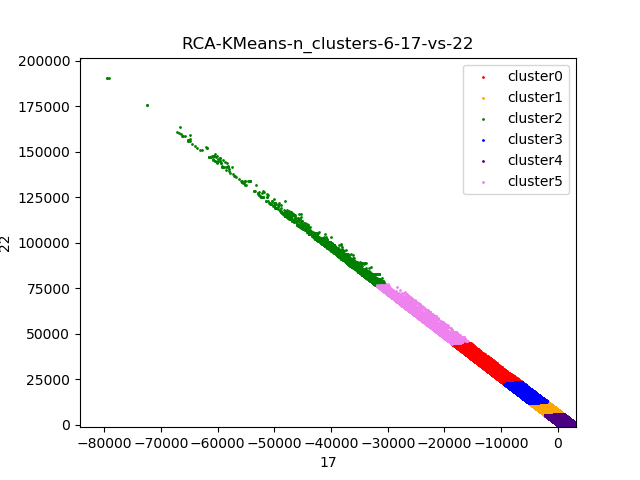 RCA-KMeans-n_clusters-6-17-vs-22
200000
175000
150000
125000
100000
75000
50000
25000
0
22
cluster0
cluster1
cluster2
cluster3
cluster4
cluster5
−80000 −70000 −60000 −50000 −40000 −30000 −20000 −10000 0
17